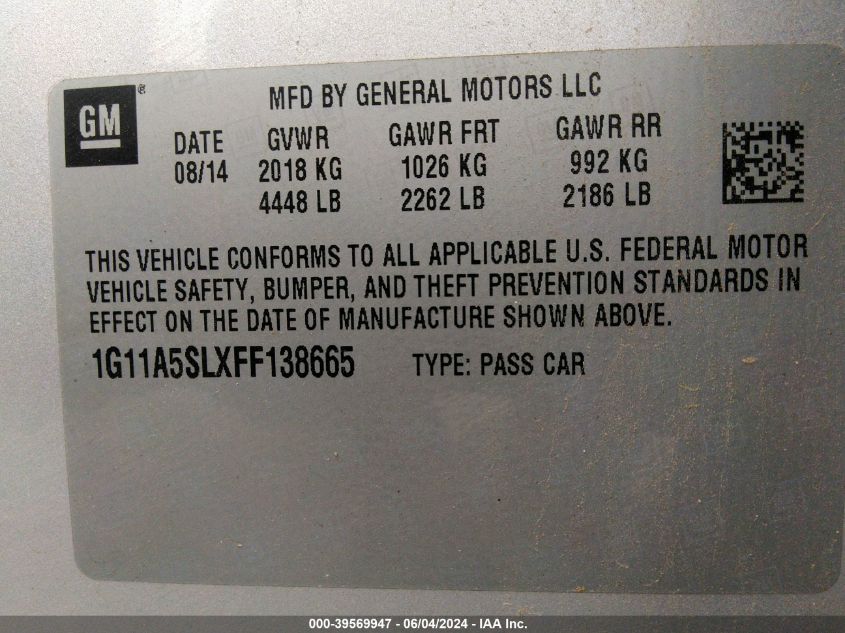 GM ®
MFD BY GENERAL MOTORS LLC
DATE GVWR GAWR FRT GAWR RR
08/14 2018 KG 1026 KG 992 KG
4448 LB 2262 LB 2186 LB
THIS VEHICLE CONFORMS TO ALL APPLICABLE U.S. FEDERAL MOTOR
VEHICLE SAFETY, BUMPER, AND THEFT PREVENTION STANDARDS IN
EFFECT ON THE DATE OF MANUFACTURE SHOWN ABOVE.
1G11A5SLXFF138665 TYPE: PASS CAR
000-39569947 - 06/04/2024 - IAA Inc.